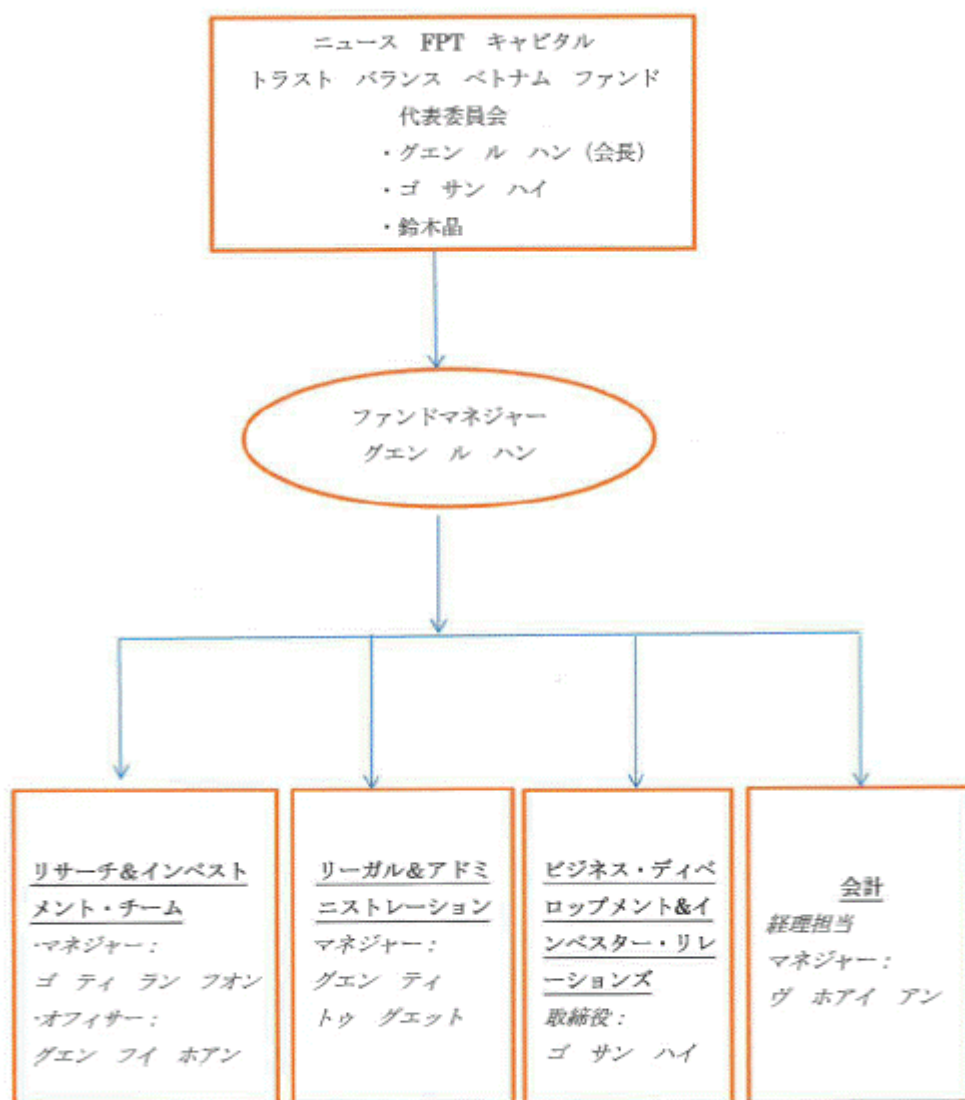 ニュース FPT キャピタル
トラスト バランス ベトナム ファンド
代表委員会
・グエン ル ハン（会長）
・ゴ サン ハイ
・鈴木晶
ファンドマネジャー
グエン ル ハン
リサーチ&インベスト
メント・チーム
・マネジャー：
ゴ ティ ラン フオン
・オフィサー：
グエン フイ ホアン
リーガル&アドミ
ニストレーション
マネジャー：
グエン ティ
トゥ グエット
ビジネス・ディベ
ロップメント&イ
ンベスター・リレ
ーションズ
取締役：
ゴ サン ハイ
会計
経理担当
マネジャー：
ヴ ホアイ アン